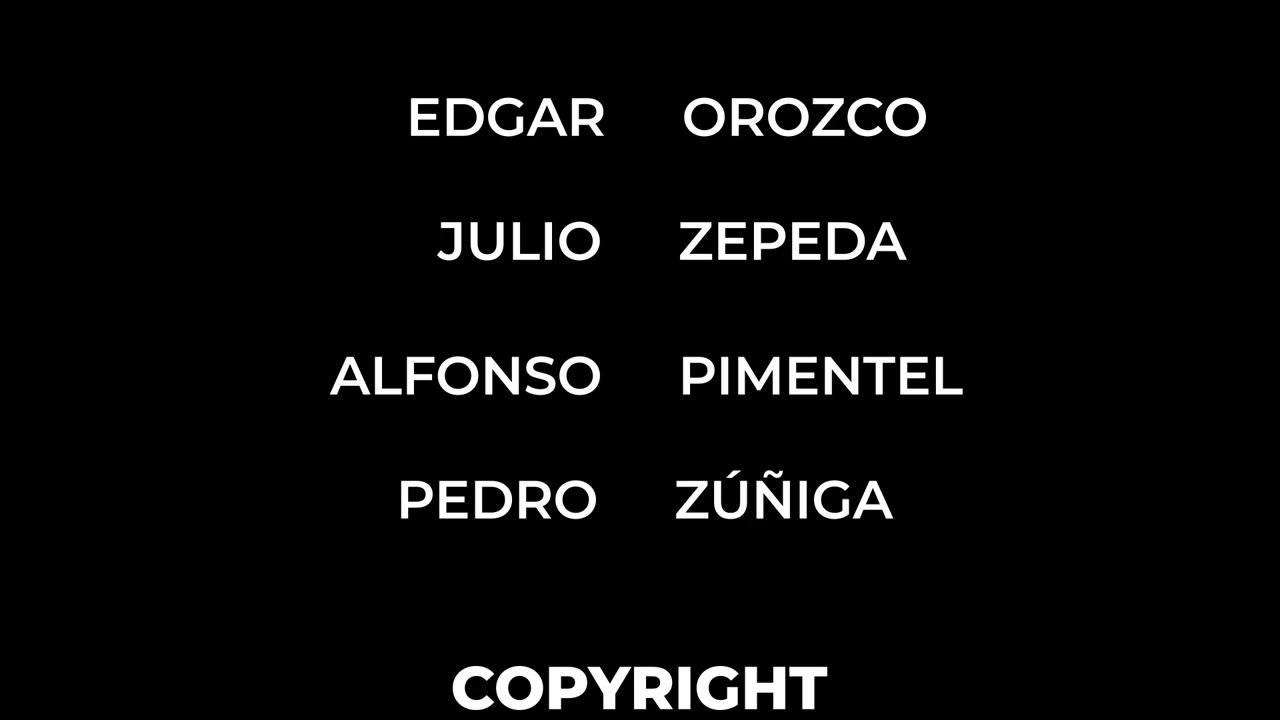 EDGAR OROZCO
JULIO ZEPEDA
ALFONSO PIMENTEL
PEDRO ZÚÑIGA
COPYRIGHT